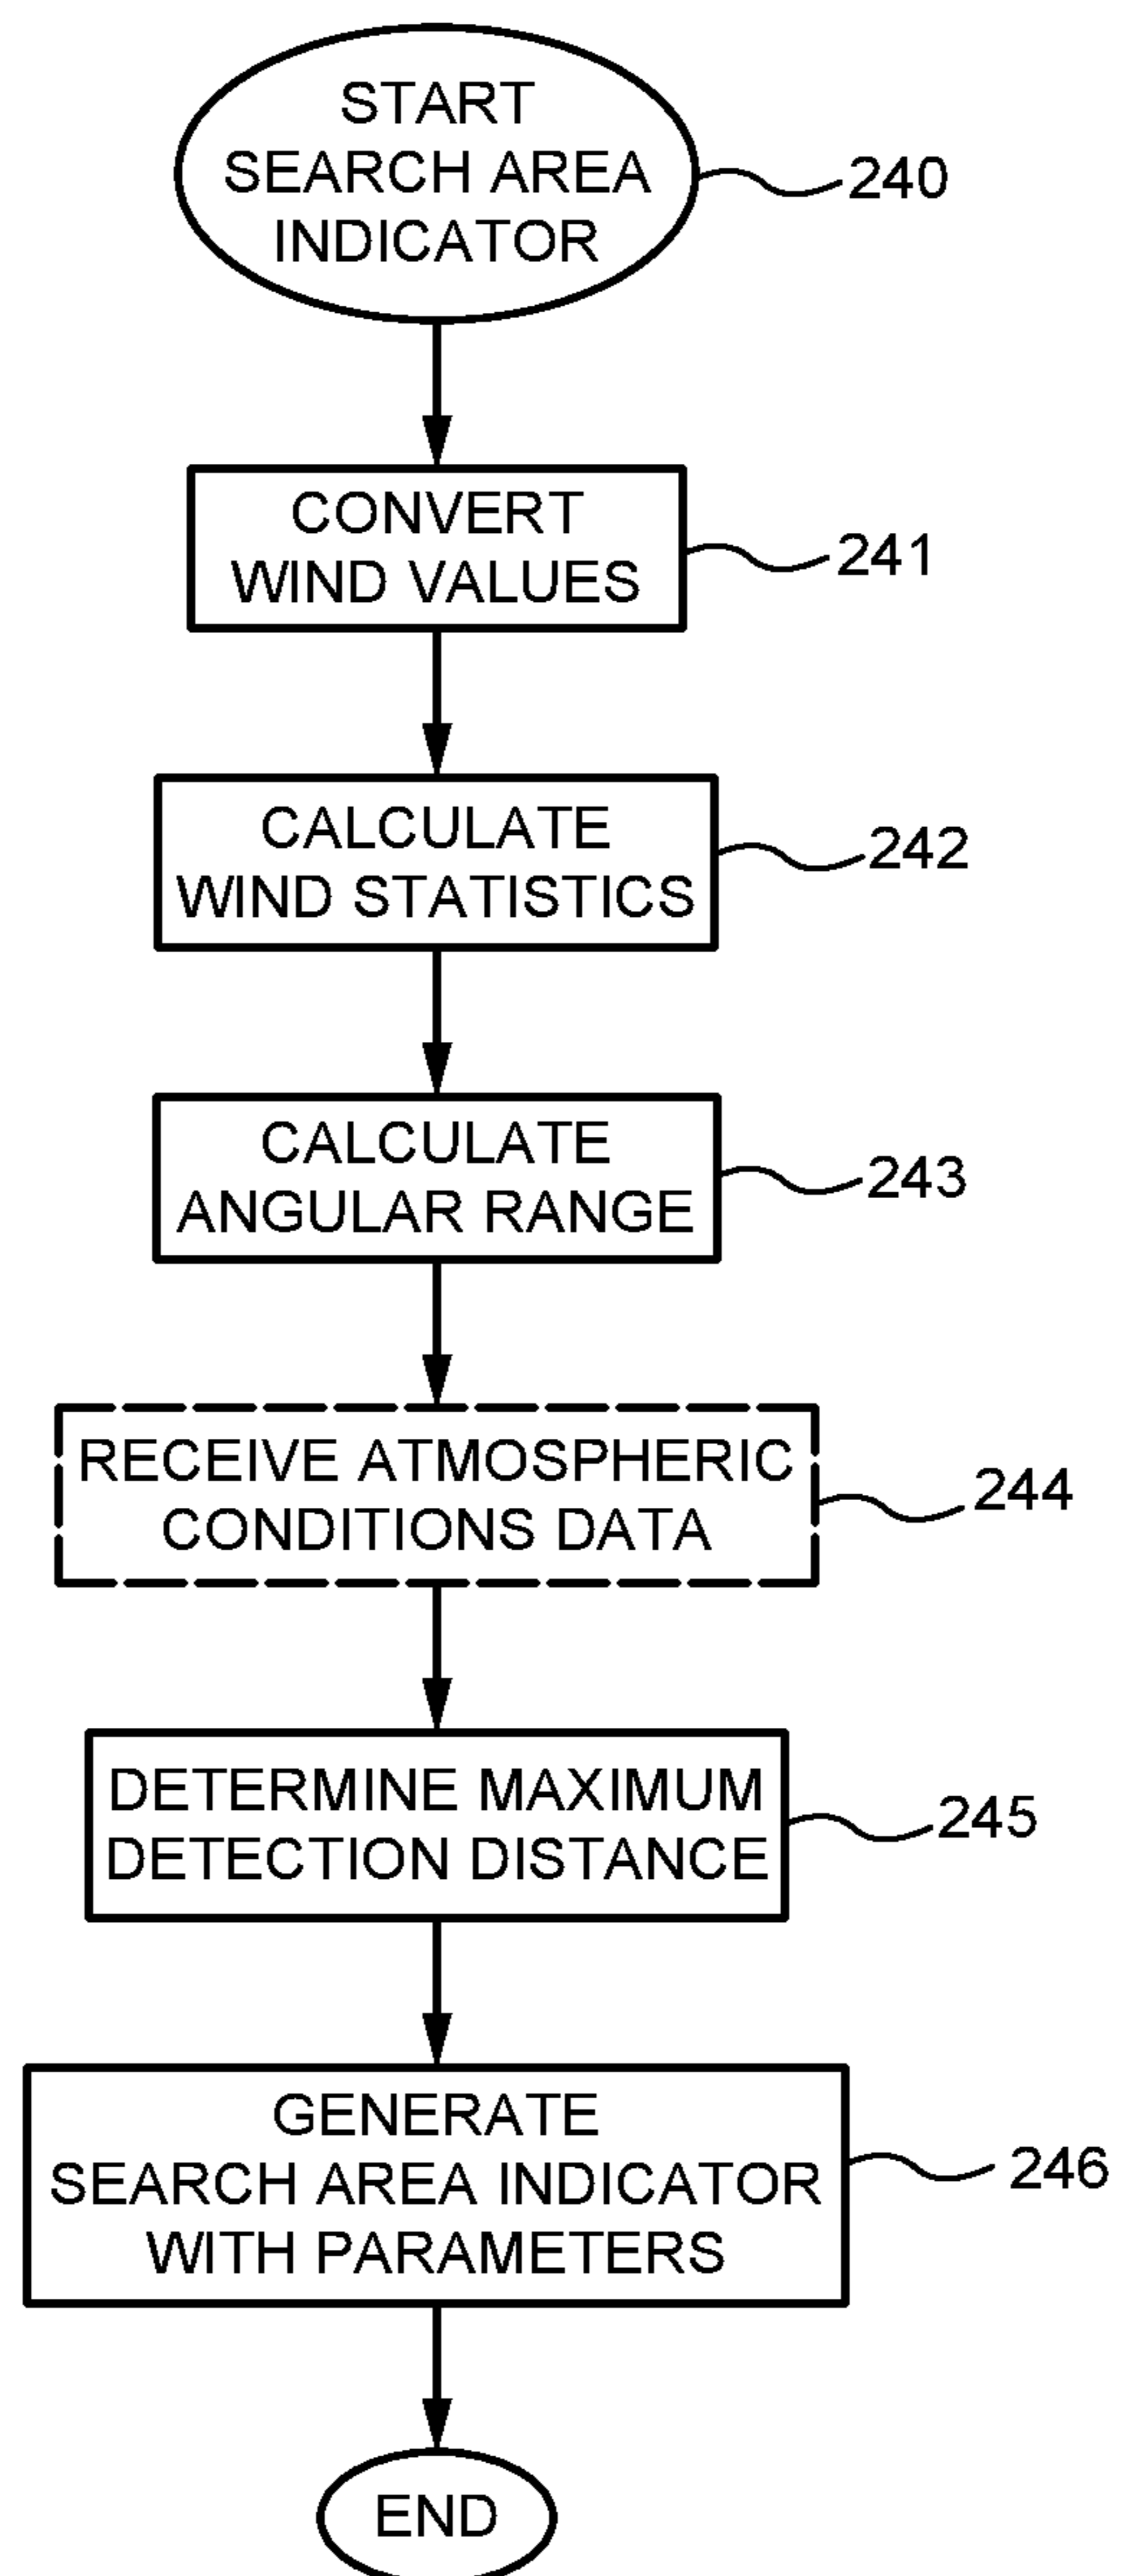 START
SEARCH AREA
INDICATOR
240
CONVERT
WIND VALUES
241
CALCULATE
WIND STATISTICS
242
CALCULATE
ANGULAR RANGE
243
RECEIVE ATMOSPHERIC
CONDITIONS DATA
244
DETERMINE MAXIMUM
DETECTION DISTANCE
245
GENERATE
SEARCH AREA INDICATOR
WITH PARAMETERS
246
END